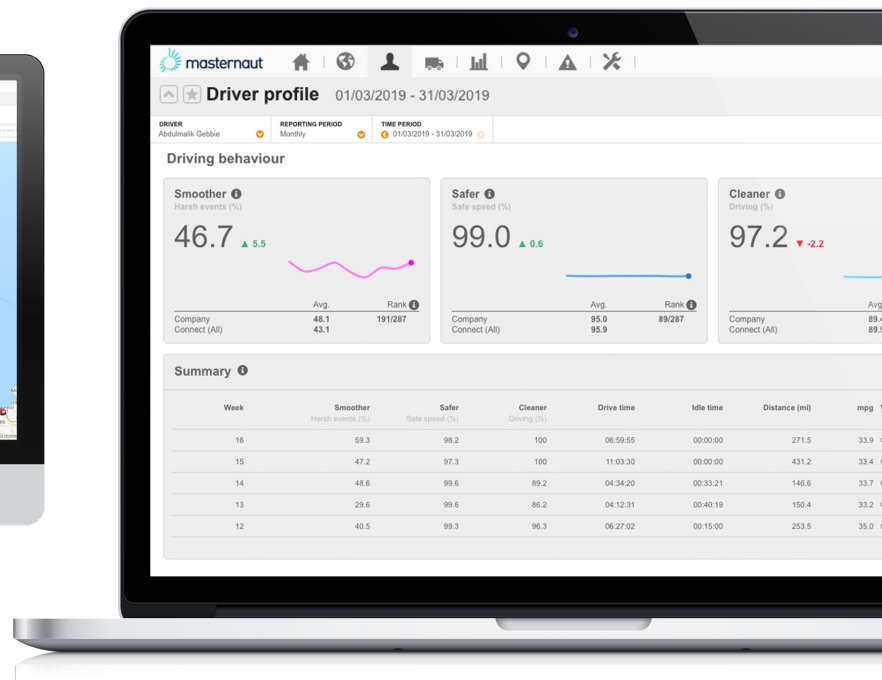 masternaut
Driver profile 01/03/2019 - 31/03/2019
DRIVER REPORTING PERIOD TIME PERIOD
Abdulmalik Gebbie Monthly 01/03/2019 - 31/03/2019
Driving behaviour
Smoother
Harsh events (%)
46.7 ▲ 5.5
Avg. Rank
Company 48.1 191/287
Connect (All) 43.1
Safer
Safe speed (%)
99.0 ▲ 0.6
Avg. Rank
Company 95.0 89/287
Connect (All) 95.9
Cleaner
Driving (%)
97.2 ▼ -2.2
Company
Connect (All)
Summary
Week Smoother Safer Cleaner Drive time Idle time Distance (mi) mpg
Harsh events (%) Safe speed (%) Driving (%)
16 59.3 98.2 100 06:59:55 00:00:00 271.5 33.9
15 47.2 97.3 100 11:03:30 00:00:00 431.2 33.4
14 48.6 99.6 89.2 04:34:20 00:33:21 146.6 33.7
13 29.6 99.6 86.2 04:12:31 00:40:19 150.4 33.2
12 40.5 99.3 96.3 06:27:02 00:15:00 253.5 35.0